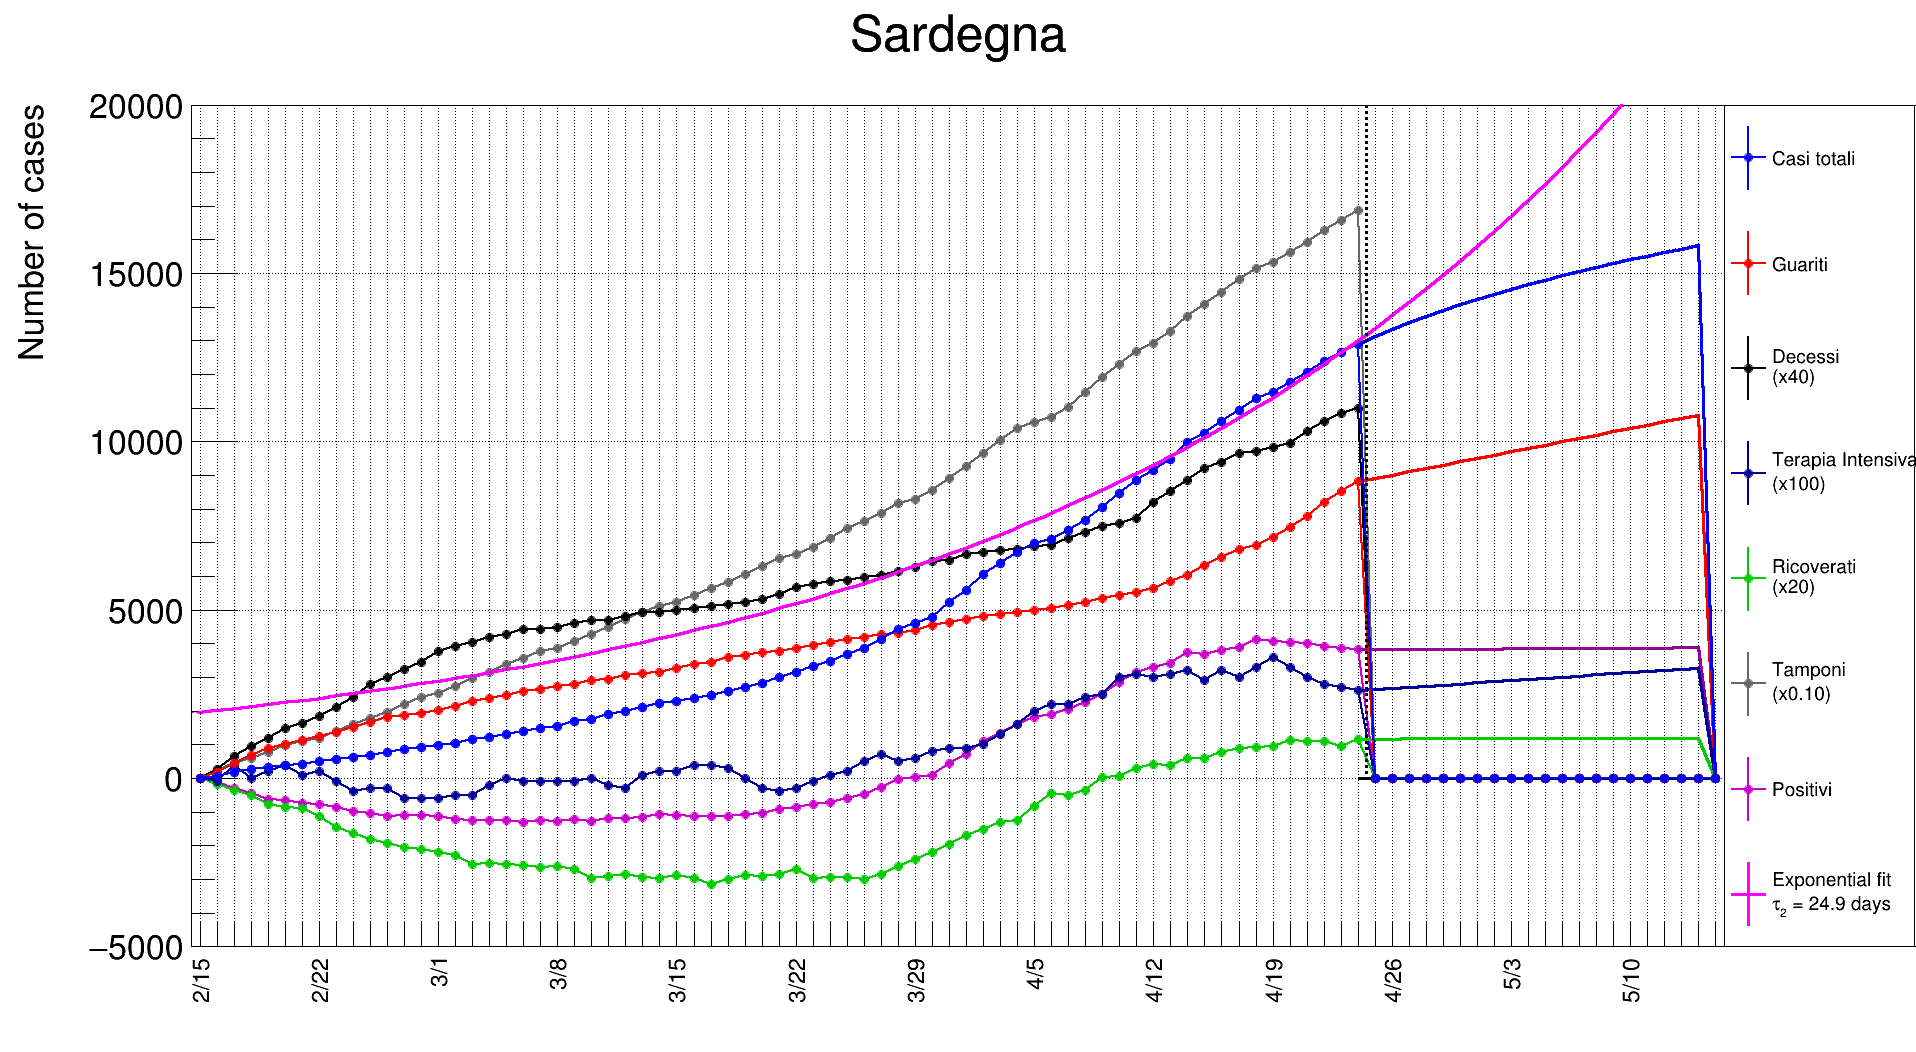 Sardegna
Number of cases
20000
15000
10000
5000
0
−5000
2/15
2/22
3/1
3/8
3/15
3/22
3/29
4/5
4/12
4/19
4/26
5/3
5/10
Casi totali
Guariti
Decessi
(x40)
Terapia Intensiva
(x100)
Ricoverati
(x20)
Tamponi
(x0.10)
Positivi
Exponential fit
τ2 = 24.9 days